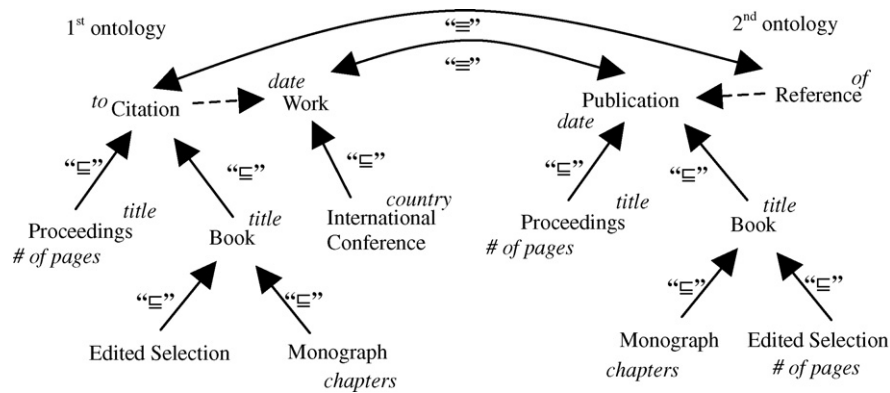 1st ontology
“≡”
2nd ontology
“≡”
to Citation
date
Work
Publication
date
Reference of
“⊑”
“⊑”
“⊑”
“⊑”
“⊑”
Proceedings title
# of pages
Book title
country
International
Conference
Proceedings title
# of pages
Book title
“⊑”
“⊑”
“⊑”
“⊑”
Edited Selection
Monograph
chapters
Monograph
chapters
Edited Selection
# of pages